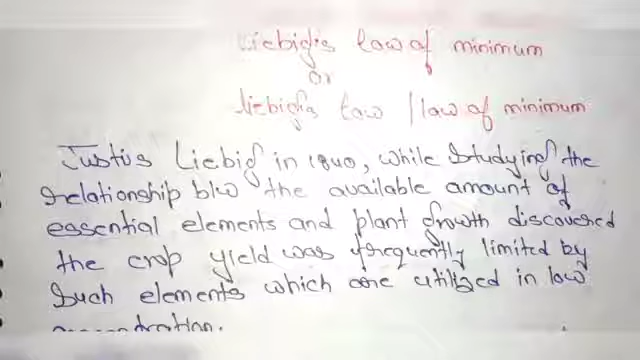 Liebig's law of minimum
or
liebig's law / law of minimum
Justus Liebig in 1840, while studying the
relationship b/w the available amount of
essential elements and plant growth discovered
the crop yield was frequently limited by
such elements which are utilized in low
concentration.